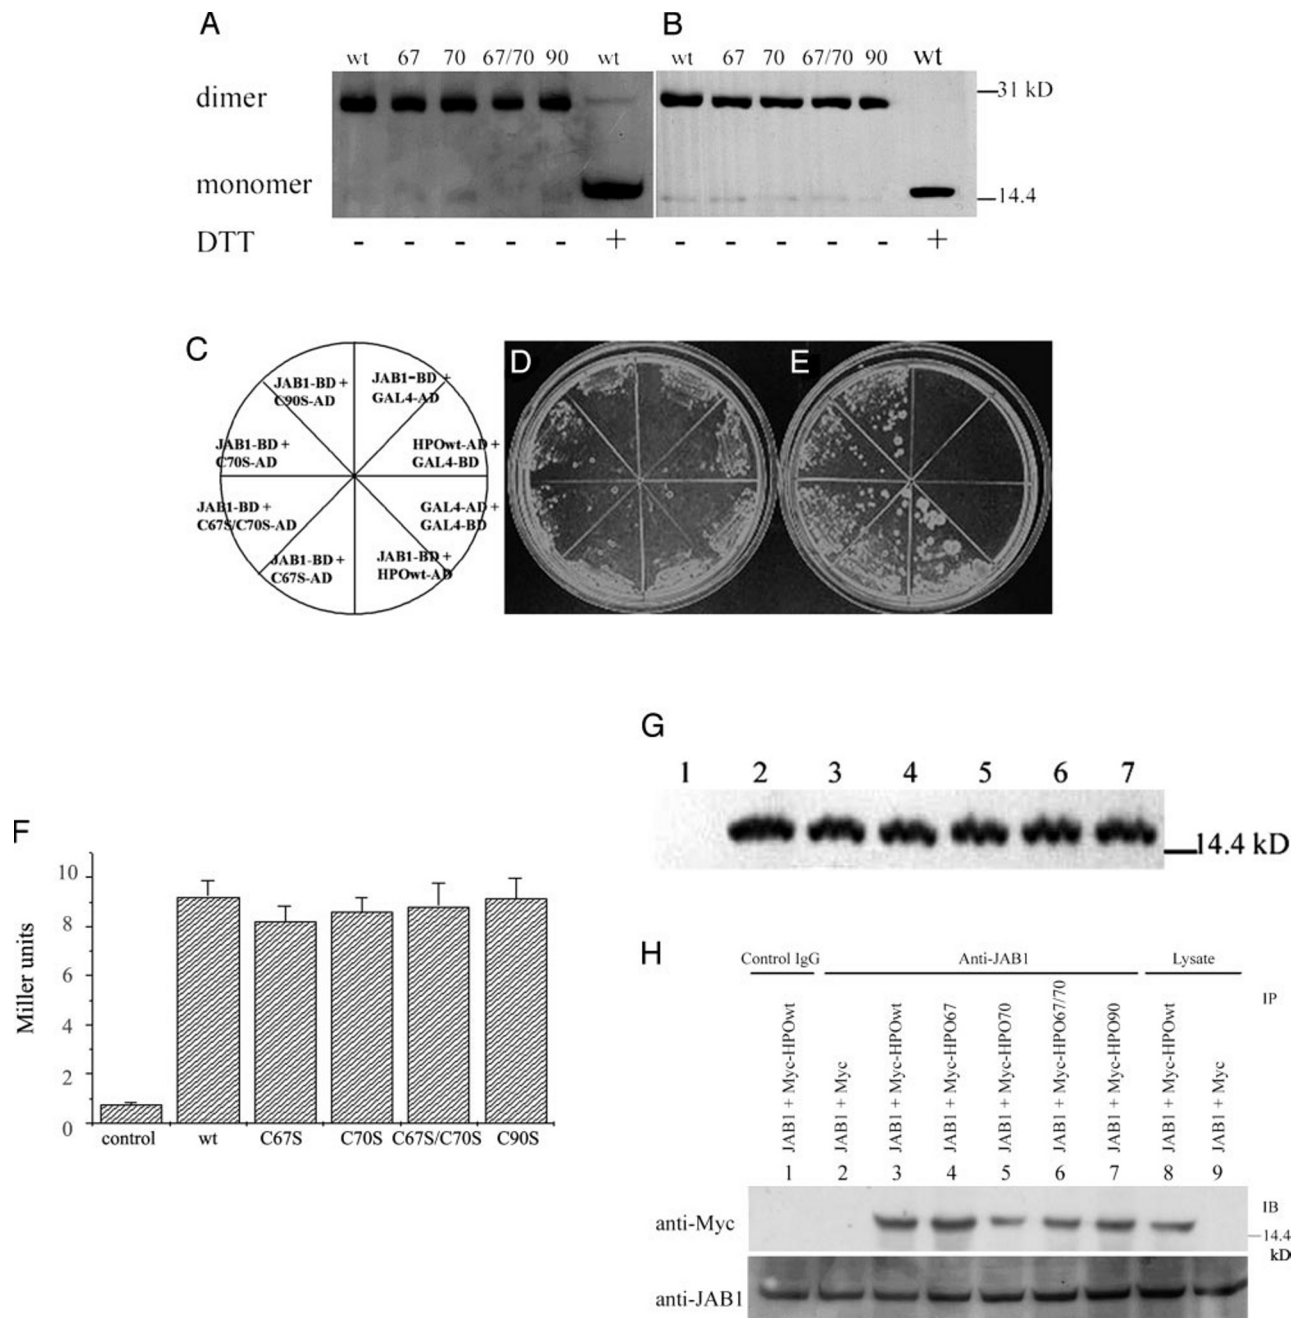 A
B
wt 67 70 67/70 90 wt
wt 67 70 67/70 90 wt
dimer
31 kD
monomer
14.4
DTT
- - - - - +
- - - - - +
C
D
E
JAB1-BD +
C90S-AD
JAB1-BD +
GAL4-AD
JAB1-BD +
C70S-AD
HPOwt-AD +
GAL4-BD
JAB1-BD +
C67S/C70S-AD
GAL4-AD +
GAL4-BD
JAB1-BD +
C67S-AD
JAB1-BD +
HPOwt-AD
G
1 2 3 4 5 6 7
14.4 kD
F
Miller units
10
8
6
4
2
0
control wt C67S C70S C67S/C70S C90S
H
Control IgG Anti-JAB1 Lysate
IP
JAB1 + Myc-HPOwt
JAB1 + Myc
JAB1 + Myc-HPOwt
JAB1 + Myc-HPO67
JAB1 + Myc-HPO70
JAB1 + Myc-HPO67/70
JAB1 + Myc-HPO90
JAB1 + Myc-HPOwt
JAB1 + Myc
1 2 3 4 5 6 7 8 9
IB
anti-Myc
14.4
kD
anti-JAB1